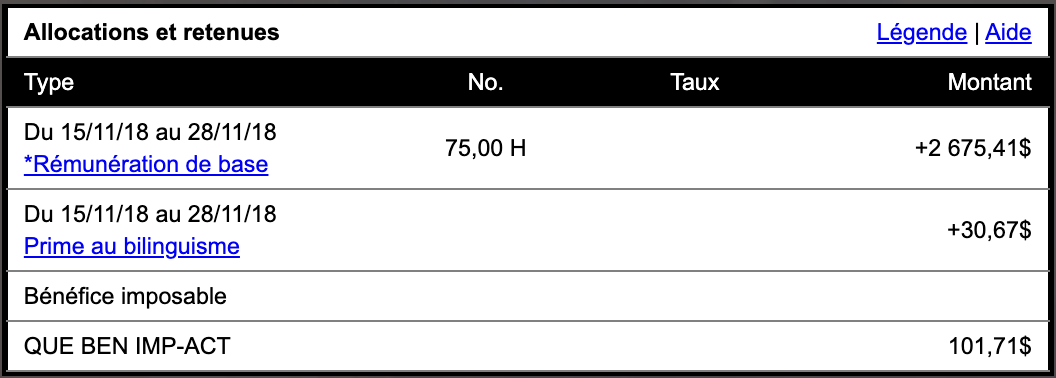 Allocations et retenues Légende | Aide
Type No. Taux Montant
Du 15/11/18 au 28/11/18
*Rémunération de base 75,00 H +2 675,41$
Du 15/11/18 au 28/11/18
Prime au bilinguisme +30,67$
Bénéfice imposable
QUE BEN IMP-ACT 101,71$